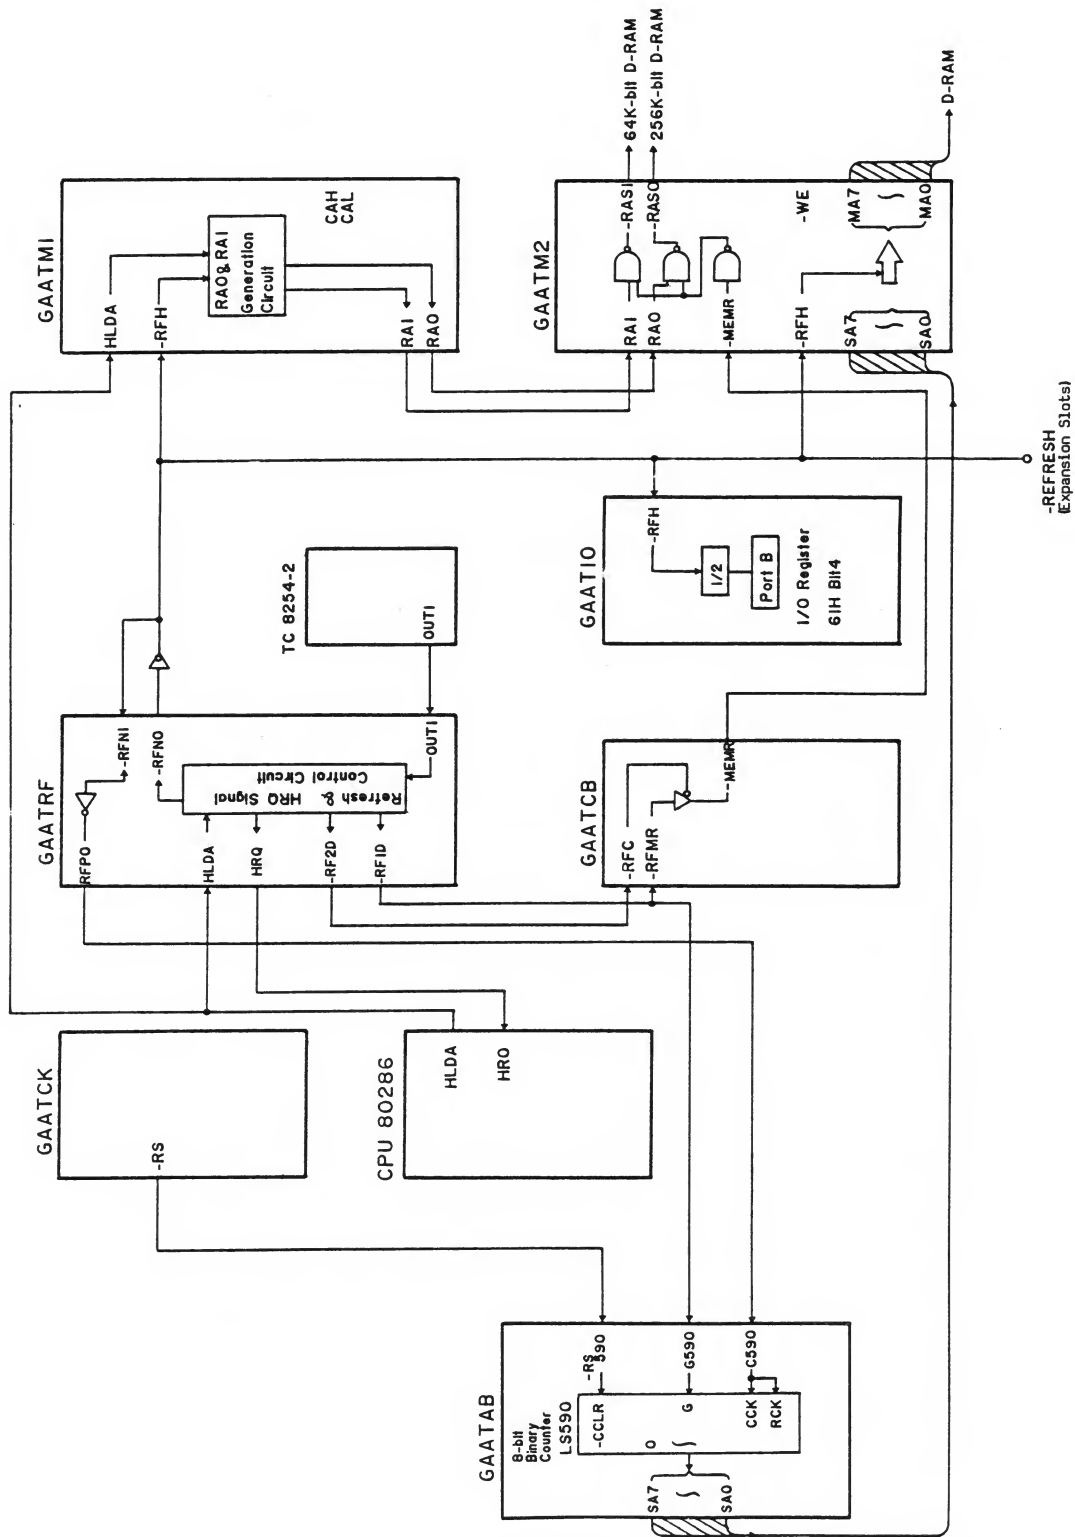 GAATAB
8-bit
Binary
Counter
LS590
-CCLR
-RS
590
G
G590
CCK
C590
RCK
O
SA7
SA0
GAATCK
-RS
CPU 80286
HLDA
HRO
GAATRF
RFPO
-RFNI
HLDA
-RFNO
HRQ
Refresh &
HRQ Signal
Control Circuit
-RF2D
-RFID
OUTI
TC 8254-2
OUTI
GAATCB
-RFC
-RFMR
-MEMR
GAATIO
-RFH
1/2
Port B
I/O Register
61H Bit4
GAATMI
HLDA
-RFH
RAO & RAI
Generation
Circuit
CAH
CAL
RAI
RAO
GAATM2
RAI
-RASI
64K-bit D-RAM
RAO
-RASO
256K-bit D-RAM
-MEMR
-WE
-RFH
SA7
MA7
SA0
MA0
D-RAM
-REFRESH
(Expansion Slots)